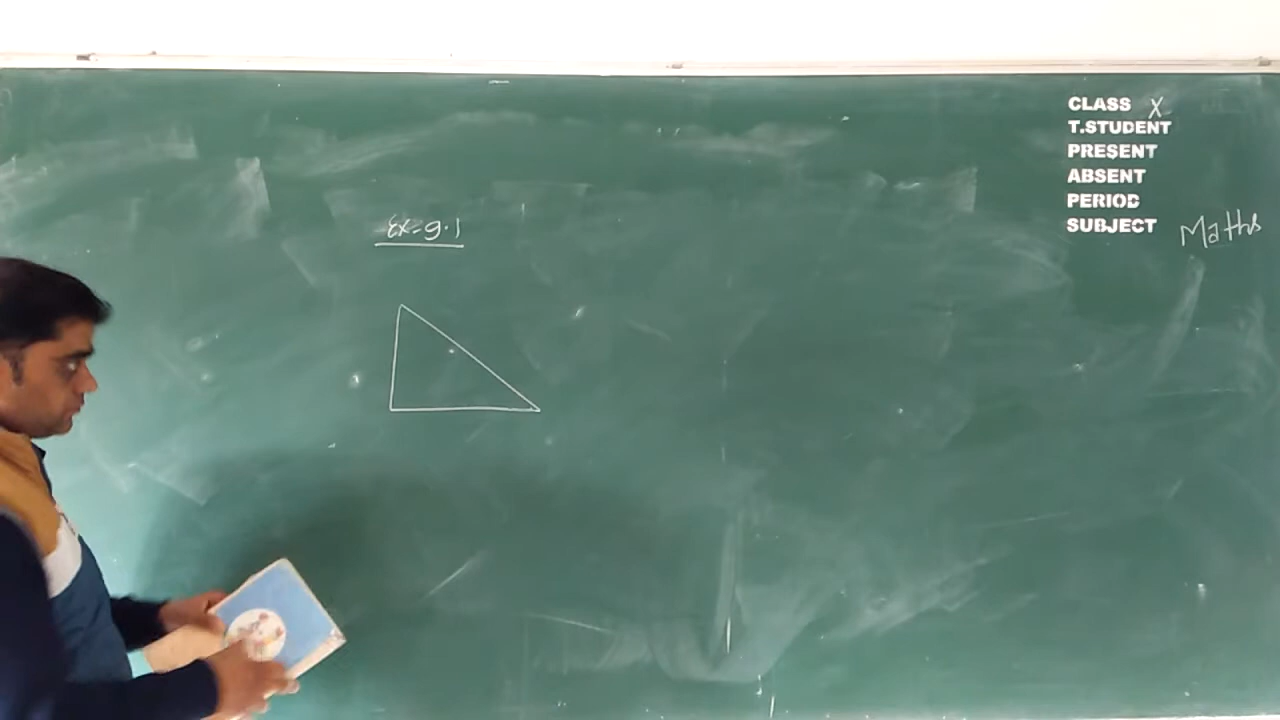 CLASS X
T.STUDENT
PRESENT
ABSENT
PERIOD
SUBJECT Maths
Ex-9.1